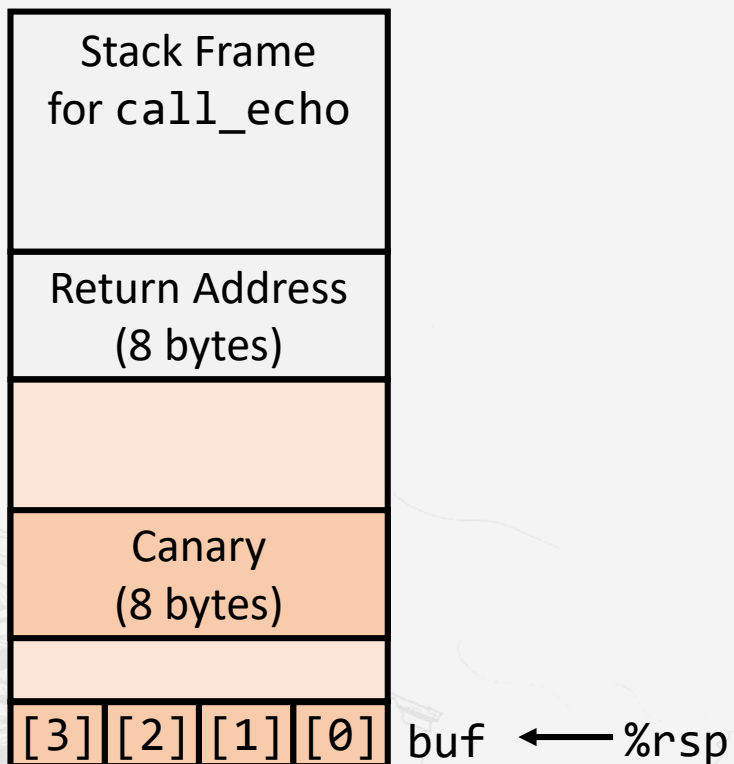 Stack Frame
for call_echo
Return Address
(8 bytes)
Canary
(8 bytes)
[3] [2] [1] [0] buf ← %rsp